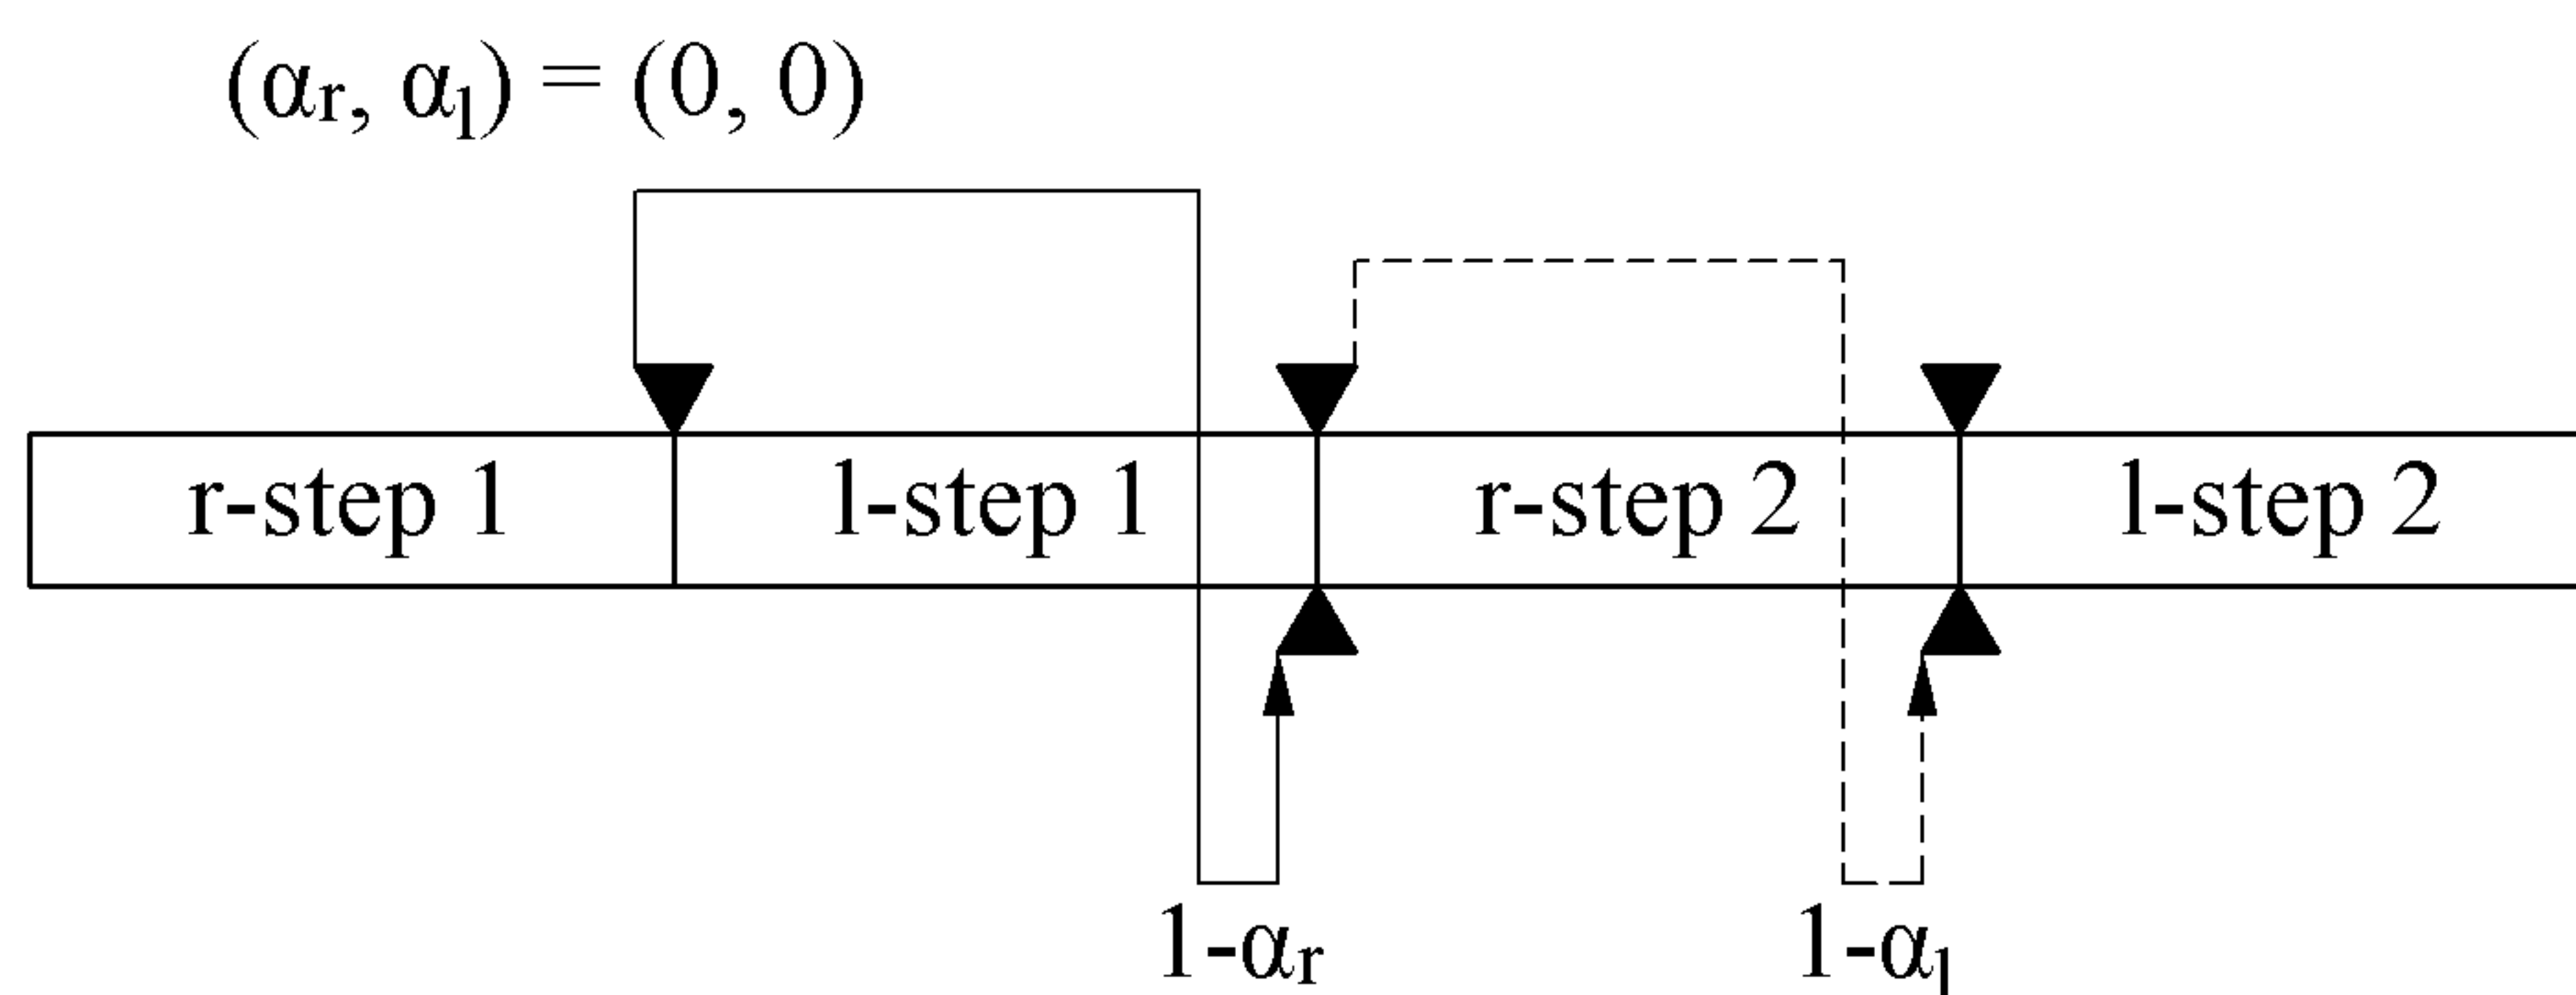 (αr, αl) = (0, 0)
r-step 1 l-step 1 r-step 2 l-step 2
1-αr 1-αl